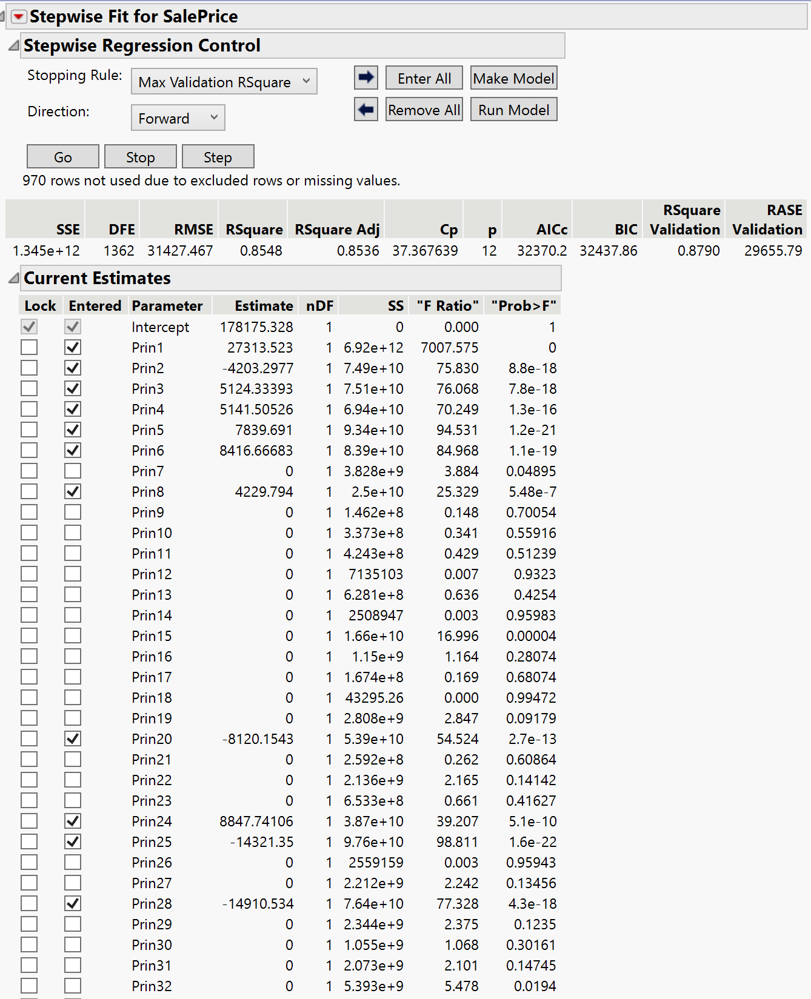 Stepwise Fit for SalePrice
Stepwise Regression Control
Stopping Rule: Max Validation RSquare Enter All Make Model
Direction: Forward Remove All Run Model
Go Stop Step
970 rows not used due to excluded rows or missing values.
SSE DFE RMSE RSquare RSquare Adj Cp p AICc BIC RSquare Validation RASE Validation
1.345e+12 1362 31427.467 0.8548 0.8536 37.367639 12 32370.2 32437.86 0.8790 29655.79
Current Estimates
Lock Entered Parameter Estimate nDF SS "F Ratio" "Prob>F"
Intercept 178175.328 1 0 0.000 1
Prin1 27313.523 1 6.92e+12 7007.575 0
Prin2 -4203.2977 1 7.49e+10 75.830 8.8e-18
Prin3 5124.33393 1 7.51e+10 76.068 7.8e-18
Prin4 5141.50526 1 6.94e+10 70.249 1.3e-16
Prin5 7839.691 1 9.34e+10 94.531 1.2e-21
Prin6 8416.66683 1 8.39e+10 84.968 1.1e-19
Prin7 0 1 3.828e+9 3.884 0.04895
Prin8 4229.794 1 2.5e+10 25.329 5.48e-7
Prin9 0 1 1.462e+8 0.148 0.70054
Prin10 0 1 3.373e+8 0.341 0.55916
Prin11 0 1 4.243e+8 0.429 0.51239
Prin12 0 1 7135103 0.007 0.9323
Prin13 0 1 6.281e+8 0.636 0.4254
Prin14 0 1 2508947 0.003 0.95983
Prin15 0 1 1.66e+10 16.996 0.00004
Prin16 0 1 1.15e+9 1.164 0.28074
Prin17 0 1 1.674e+8 0.169 0.68074
Prin18 0 1 43295.26 0.000 0.99472
Prin19 0 1 2.808e+9 2.847 0.09179
Prin20 -8120.1543 1 5.39e+10 54.524 2.7e-13
Prin21 0 1 2.592e+8 0.262 0.60864
Prin22 0 1 2.136e+9 2.165 0.14142
Prin23 0 1 6.533e+8 0.661 0.41627
Prin24 8847.74106 1 3.87e+10 39.207 5.1e-10
Prin25 -14321.35 1 9.76e+10 98.811 1.6e-22
Prin26 0 1 2559159 0.003 0.95943
Prin27 0 1 2.212e+9 2.242 0.13456
Prin28 -14910.534 1 7.64e+10 77.328 4.3e-18
Prin29 0 1 2.344e+9 2.375 0.1235
Prin30 0 1 1.055e+9 1.068 0.30161
Prin31 0 1 2.073e+9 2.101 0.14745
Prin32 0 1 5.393e+9 5.478 0.0194